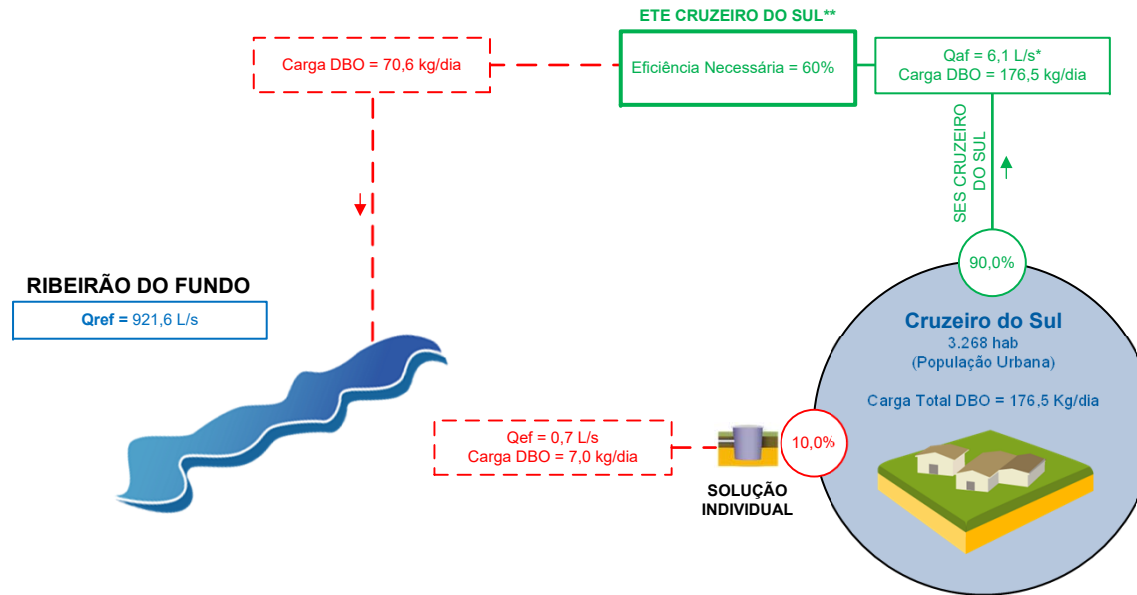 ETE CRUZEIRO DO SUL**
Carga DBO = 70,6 kg/dia
Eficiência Necessária = 60%
Qaf = 6,1 L/s*
Carga DBO = 176,5 kg/dia
SES CRUZEIRO
DO SUL
90,0%
RIBEIRÃO DO FUNDO
Qref = 921,6 L/s
Cruzeiro do Sul
3.268 hab
(População Urbana)
Carga Total DBO = 176,5 Kg/dia
Qef = 0,7 L/s
Carga DBO = 7,0 kg/dia
10,0%
SOLUÇÃO
INDIVIDUAL